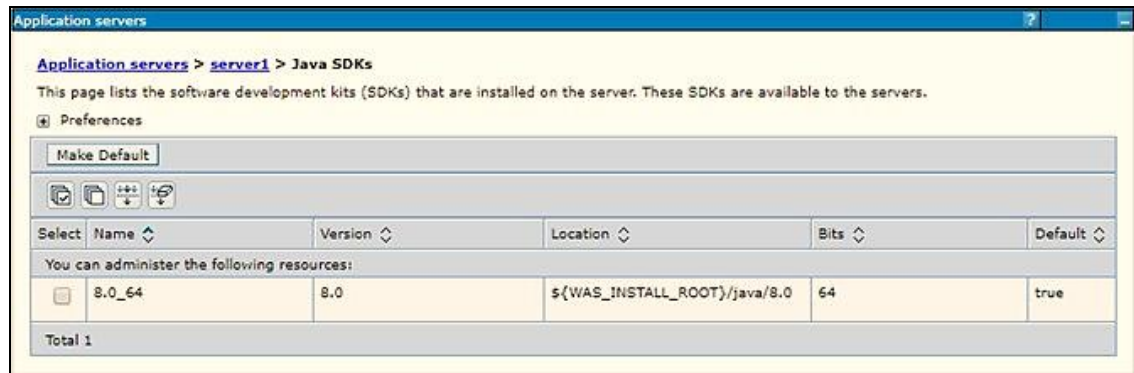 Application servers ? –
Application servers > server1 > Java SDKs
This page lists the software development kits (SDKs) that are installed on the server. These SDKs are available to the servers.
+ Preferences
Make Default
Select Name Version Location Bits Default
You can administer the following resources:
8.0_64 8.0 ${WAS_INSTALL_ROOT}/java/8.0 64 true
Total 1